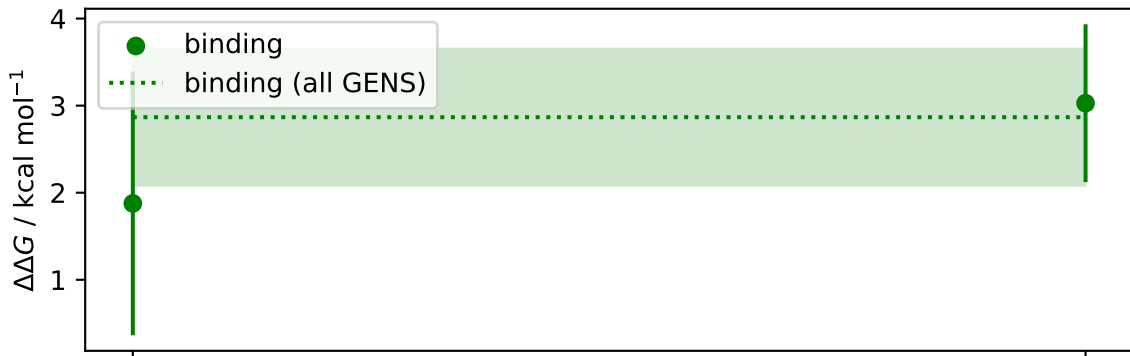 4
3
2
1
ΔΔG / kcal mol⁻¹
binding
binding (all GENS)